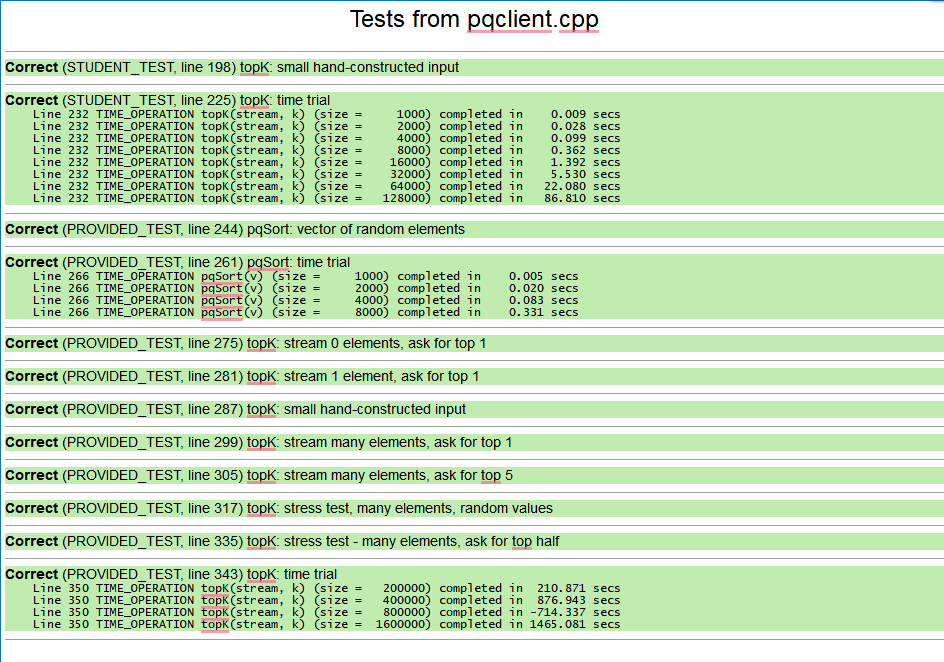 Tests from pqclient.cpp
Correct (STUDENT_TEST, line 198) topK: small hand-constructed input
Correct (STUDENT_TEST, line 225) topK: time trial
Line 232 TIME_OPERATION topK(stream, k) (size =     1000) completed in    0.009 secs
Line 232 TIME_OPERATION topK(stream, k) (size =     2000) completed in    0.028 secs
Line 232 TIME_OPERATION topK(stream, k) (size =     4000) completed in    0.099 secs
Line 232 TIME_OPERATION topK(stream, k) (size =     8000) completed in    0.362 secs
Line 232 TIME_OPERATION topK(stream, k) (size =    16000) completed in    1.392 secs
Line 232 TIME_OPERATION topK(stream, k) (size =    32000) completed in    5.530 secs
Line 232 TIME_OPERATION topK(stream, k) (size =    64000) completed in   22.080 secs
Line 232 TIME_OPERATION topK(stream, k) (size =   128000) completed in   86.810 secs
Correct (PROVIDED_TEST, line 244) pqSort: vector of random elements
Correct (PROVIDED_TEST, line 261) pqSort: time trial
Line 266 TIME_OPERATION pqSort(v) (size =     1000) completed in    0.005 secs
Line 266 TIME_OPERATION pqSort(v) (size =     2000) completed in    0.020 secs
Line 266 TIME_OPERATION pqSort(v) (size =     4000) completed in    0.083 secs
Line 266 TIME_OPERATION pqSort(v) (size =     8000) completed in    0.331 secs
Correct (PROVIDED_TEST, line 275) topK: stream 0 elements, ask for top 1
Correct (PROVIDED_TEST, line 281) topK: stream 1 element, ask for top 1
Correct (PROVIDED_TEST, line 287) topK: small hand-constructed input
Correct (PROVIDED_TEST, line 299) topK: stream many elements, ask for top 1
Correct (PROVIDED_TEST, line 305) topK: stream many elements, ask for top 5
Correct (PROVIDED_TEST, line 317) topK: stress test, many elements, random values
Correct (PROVIDED_TEST, line 335) topK: stress test - many elements, ask for top half
Correct (PROVIDED_TEST, line 343) topK: time trial
Line 350 TIME_OPERATION topK(stream, k) (size =   200000) completed in  210.871 secs
Line 350 TIME_OPERATION topK(stream, k) (size =   400000) completed in  876.943 secs
Line 350 TIME_OPERATION topK(stream, k) (size =   800000) completed in -714.337 secs
Line 350 TIME_OPERATION topK(stream, k) (size =  1600000) completed in 1465.081 secs